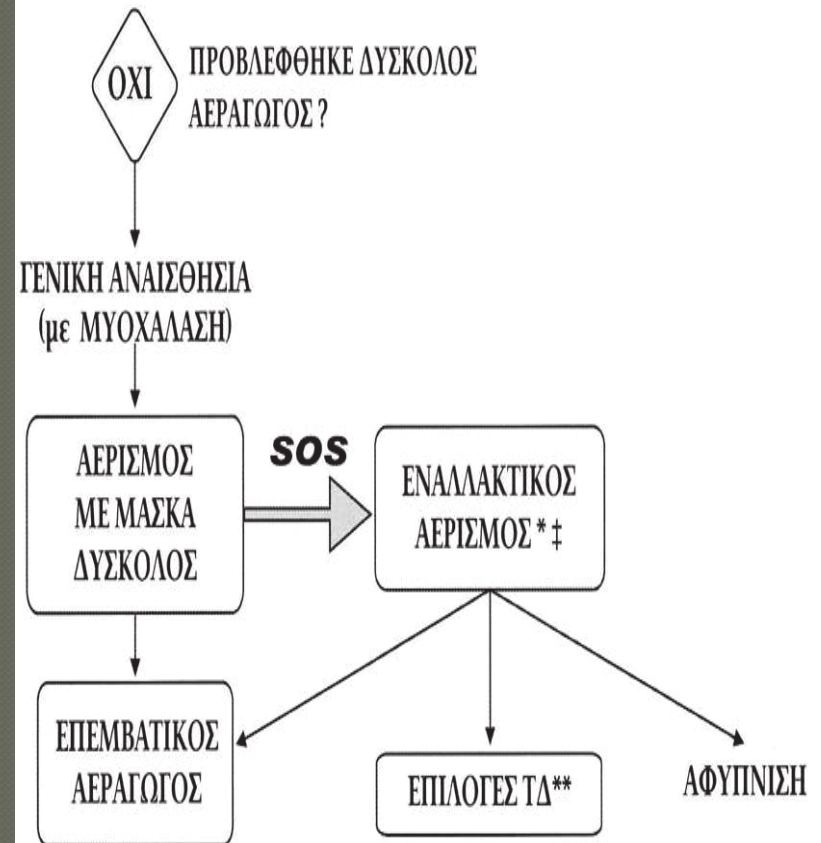 ΟΧΙ
ΠΡΟΒΛΕΦΘΗΚΕ ΔΥΣΚΟΛΟΣ
ΑΕΡΑΓΩΓΟΣ ?
ΓΕΝΙΚΗ ΑΝΑΙΣΘΗΣΙΑ
(με ΜΥΟΧΑΛΑΣΗ)
ΑΕΡΙΣΜΟΣ
ΜΕ ΜΑΣΚΑ
ΔΥΣΚΟΛΟΣ
SOS
ΕΝΑΛΛΑΚΤΙΚΟΣ
ΑΕΡΙΣΜΟΣ * ‡
ΕΠΕΜΒΑΤΙΚΟΣ
ΑΕΡΑΓΩΓΟΣ
ΕΠΙΛΟΓΕΣ ΤΔ**
ΑΦΥΠΝΙΣΗ